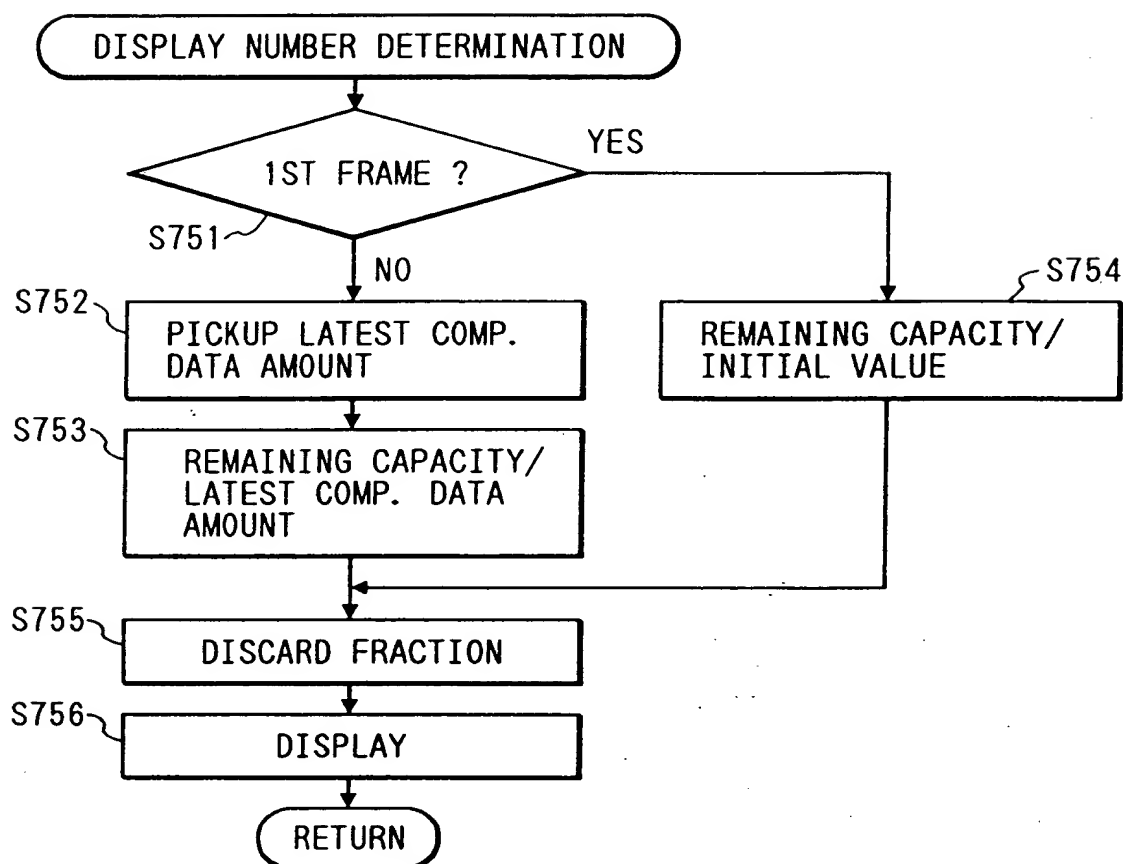 DISPLAY NUMBER DETERMINATION
1ST FRAME ?
YES
S751
NO
S752
PICKUP LATEST COMP.
DATA AMOUNT
S754
REMAINING CAPACITY/
INITIAL VALUE
S753
REMAINING CAPACITY/
LATEST COMP. DATA
AMOUNT
S755
DISCARD FRACTION
S756
DISPLAY
RETURN